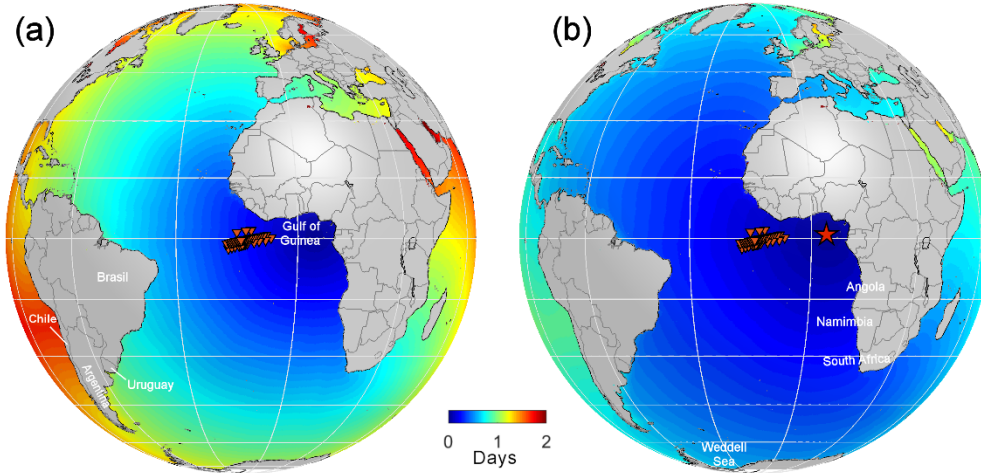 (a)
Gulf of
Guinea
Brasil
Chile
Argentina
Uruguay
(b)
Angola
Namimbia
South Africa
Weddell
Sea
0 1 2
Days